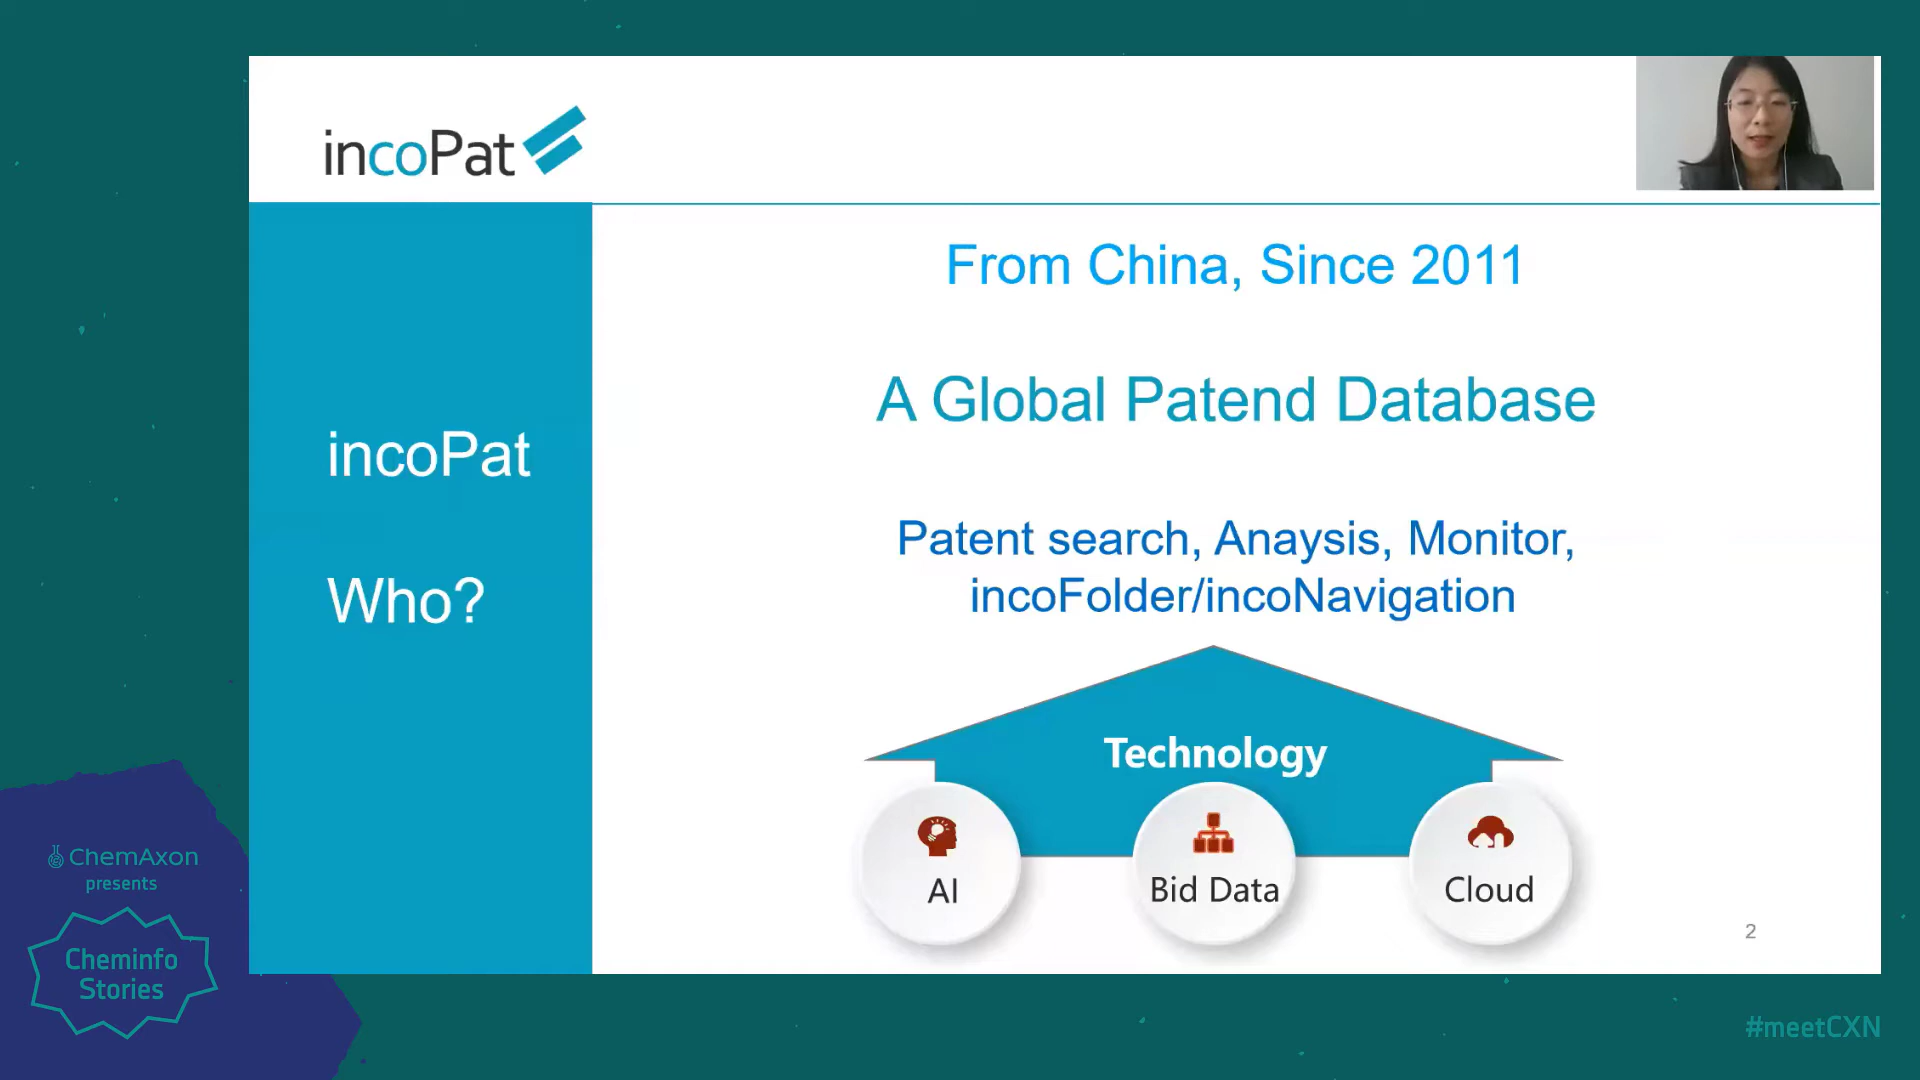 incoPat
From China, Since 2011
A Global Patend Database
incoPat
Who?
Patent search, Anaysis, Monitor,
incoFolder/incoNavigation
Technology
AI
Bid Data
Cloud
2
ChemAxon
presents
Cheminfo
Stories
#meetCXN